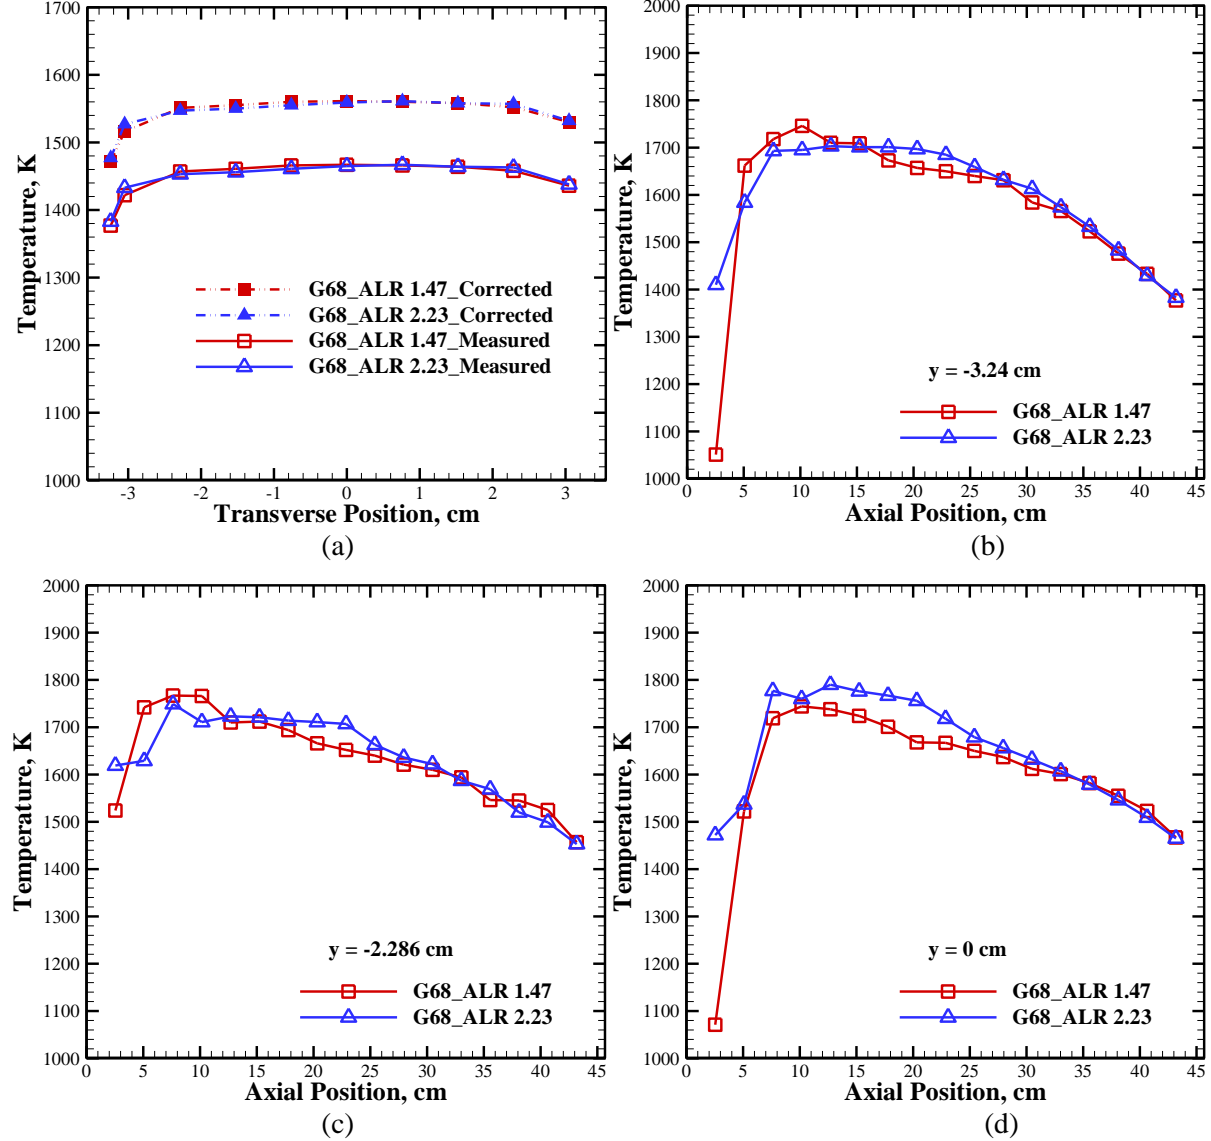 1700
1600
1500
1400
1300
1200
1100
1000
Temperature, K
G68_ALR 1.47_Corrected
G68_ALR 2.23_Corrected
G68_ALR 1.47_Measured
G68_ALR 2.23_Measured
-3 -2 -1 0 1 2 3
Transverse Position, cm
(a)
2000
1900
1800
1700
1600
1500
1400
1300
1200
1100
1000
Temperature, K
y = -3.24 cm
G68_ALR 1.47
G68_ALR 2.23
0 5 10 15 20 25 30 35 40 45
Axial Position, cm
(b)
2000
1900
1800
1700
1600
1500
1400
1300
1200
1100
1000
Temperature, K
y = -2.286 cm
G68_ALR 1.47
G68_ALR 2.23
0 5 10 15 20 25 30 35 40 45
Axial Position, cm
(c)
2000
1900
1800
1700
1600
1500
1400
1300
1200
1100
1000
Temperature, K
y = 0 cm
G68_ALR 1.47
G68_ALR 2.23
0 5 10 15 20 25 30 35 40 45
Axial Position, cm
(d)